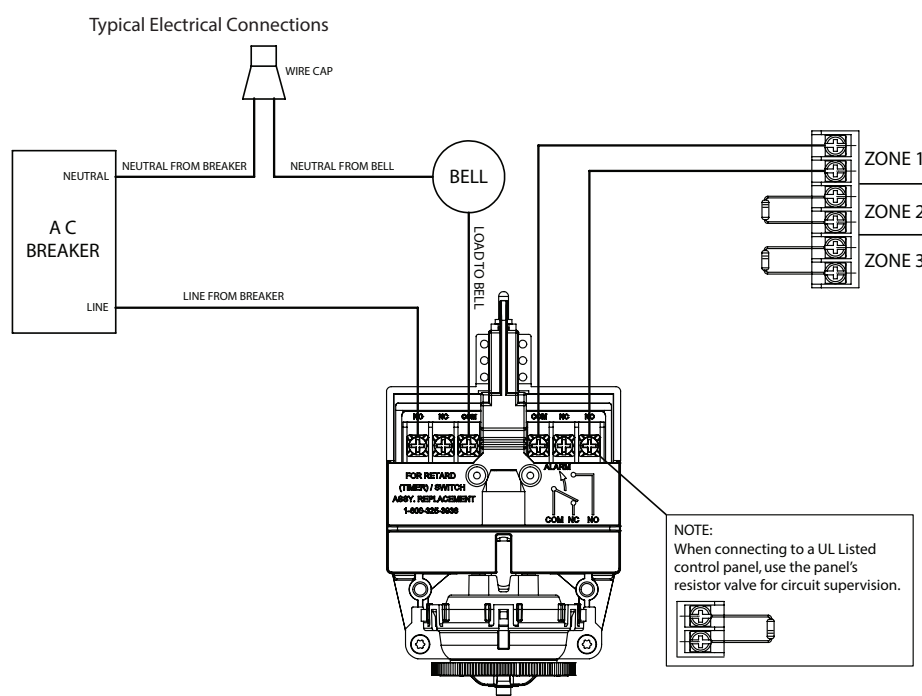 Typical Electrical Connections
WIRE CAP
NEUTRAL FROM BREAKER
NEUTRAL FROM BELL
NEUTRAL
BELL
A C
BREAKER
LINE
LINE FROM BREAKER
LOAD TO BELL
ZONE 1
ZONE 2
ZONE 3
NO NC COM
COM NC NO
FOR RETARD
(TIMER) / SWITCH
ASSY. REPLACEMENT
ALARM
COM NC NO
NOTE:
When connecting to a UL Listed
control panel, use the panel's
resistor valve for circuit supervision.